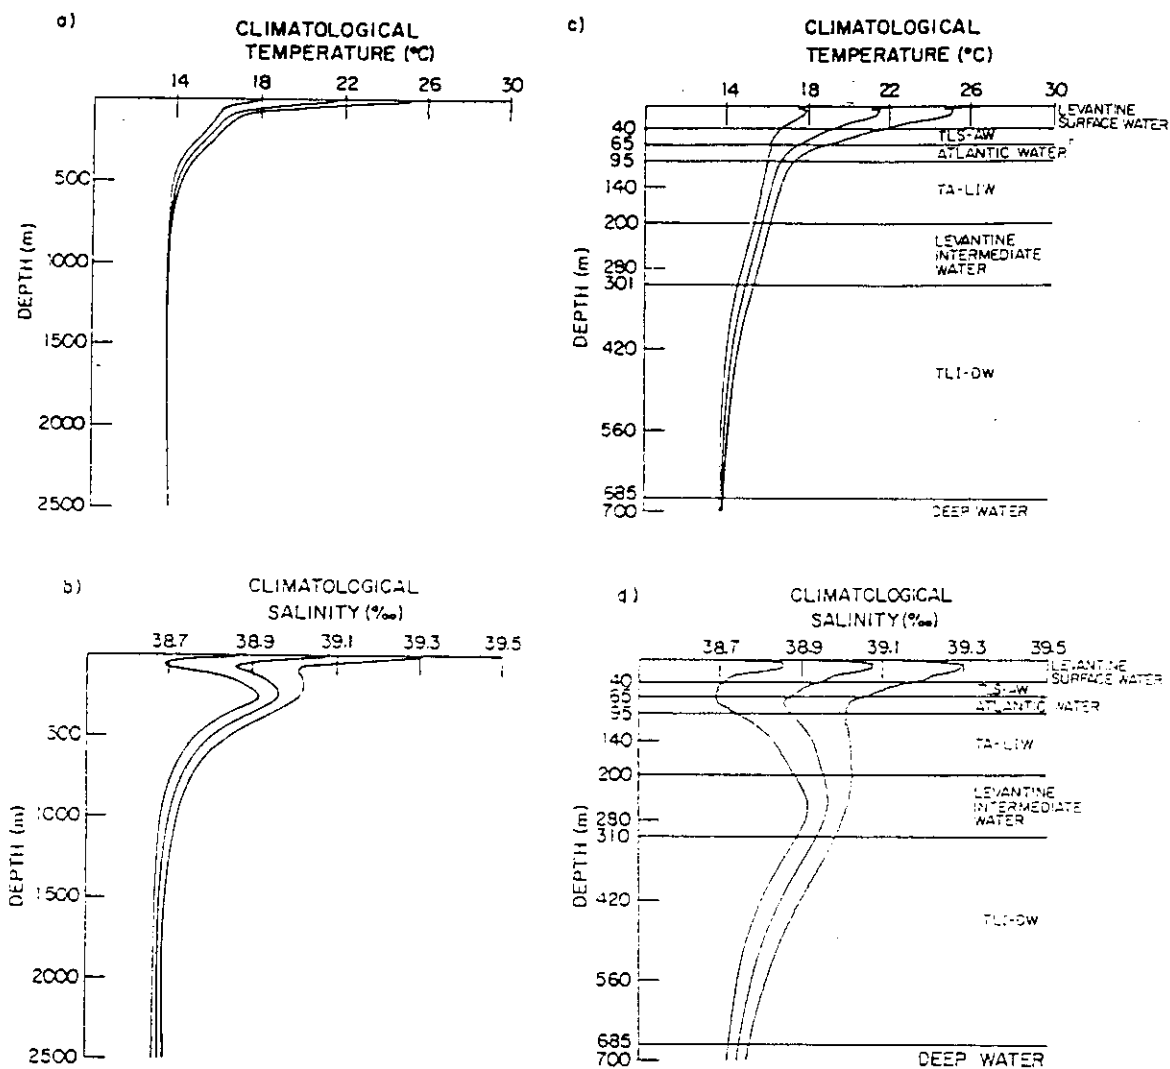 a)
CLIMATOLOGICAL
TEMPERATURE (°C)
14 18 22 26 30
500
1000
1500
2000
2500
DEPTH (m)
c)
CLIMATOLOGICAL
TEMPERATURE (°C)
14 18 22 26 30
LEVANTINE
SURFACE WATER
40
TLS-AW
65
ATLANTIC WATER
95
140
TA-LIW
200
LEVANTINE
INTERMEDIATE
WATER
280
301
420
TLI-DW
560
685
700
DEEP WATER
DEPTH (m)
b)
CLIMATOLOGICAL
SALINITY (‰)
38.7 38.9 39.1 39.3 39.5
500
1000
1500
2000
2500
DEPTH (m)
d)
CLIMATOLOGICAL
SALINITY (‰)
38.7 38.9 39.1 39.3 39.5
LEVANTINE
SURFACE WATER
40
TLS-AW
65
ATLANTIC WATER
95
140
TA-LIW
200
LEVANTINE
INTERMEDIATE
WATER
280
310
420
TLI-DW
560
685
700
DEEP WATER
DEPTH (m)